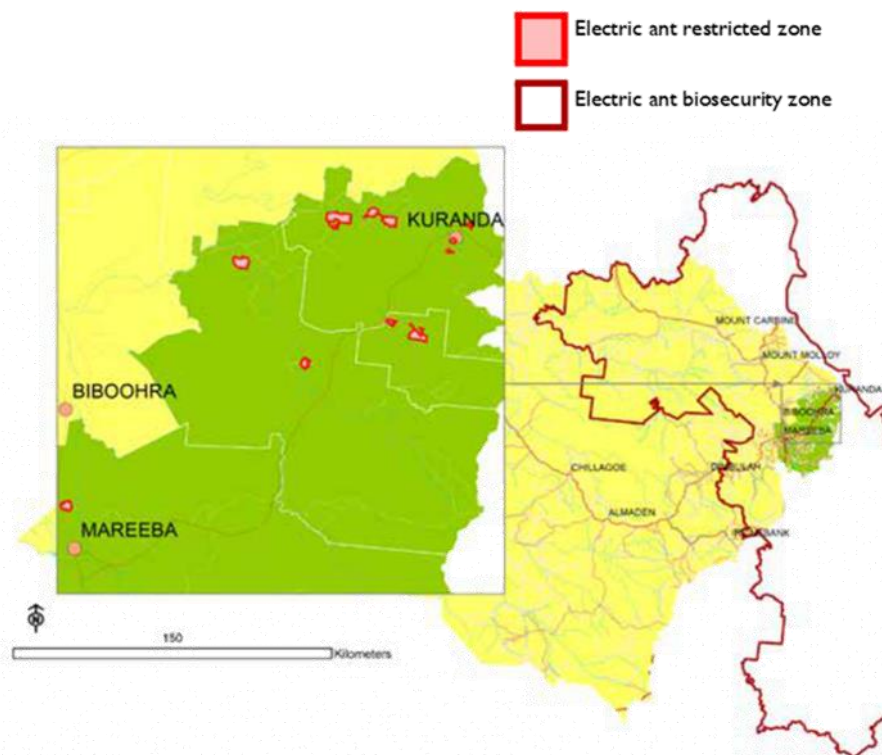 Electric ant restricted zone
Electric ant biosecurity zone
KURANDA
BIBOOHRA
MAREEBA
MOUNT CARBINE
MOUNT MOLLOY
KURANDA
BIBOOHRA
MAREEBA
CHILLAGOE
ALMADEN
N
150
Kilometers